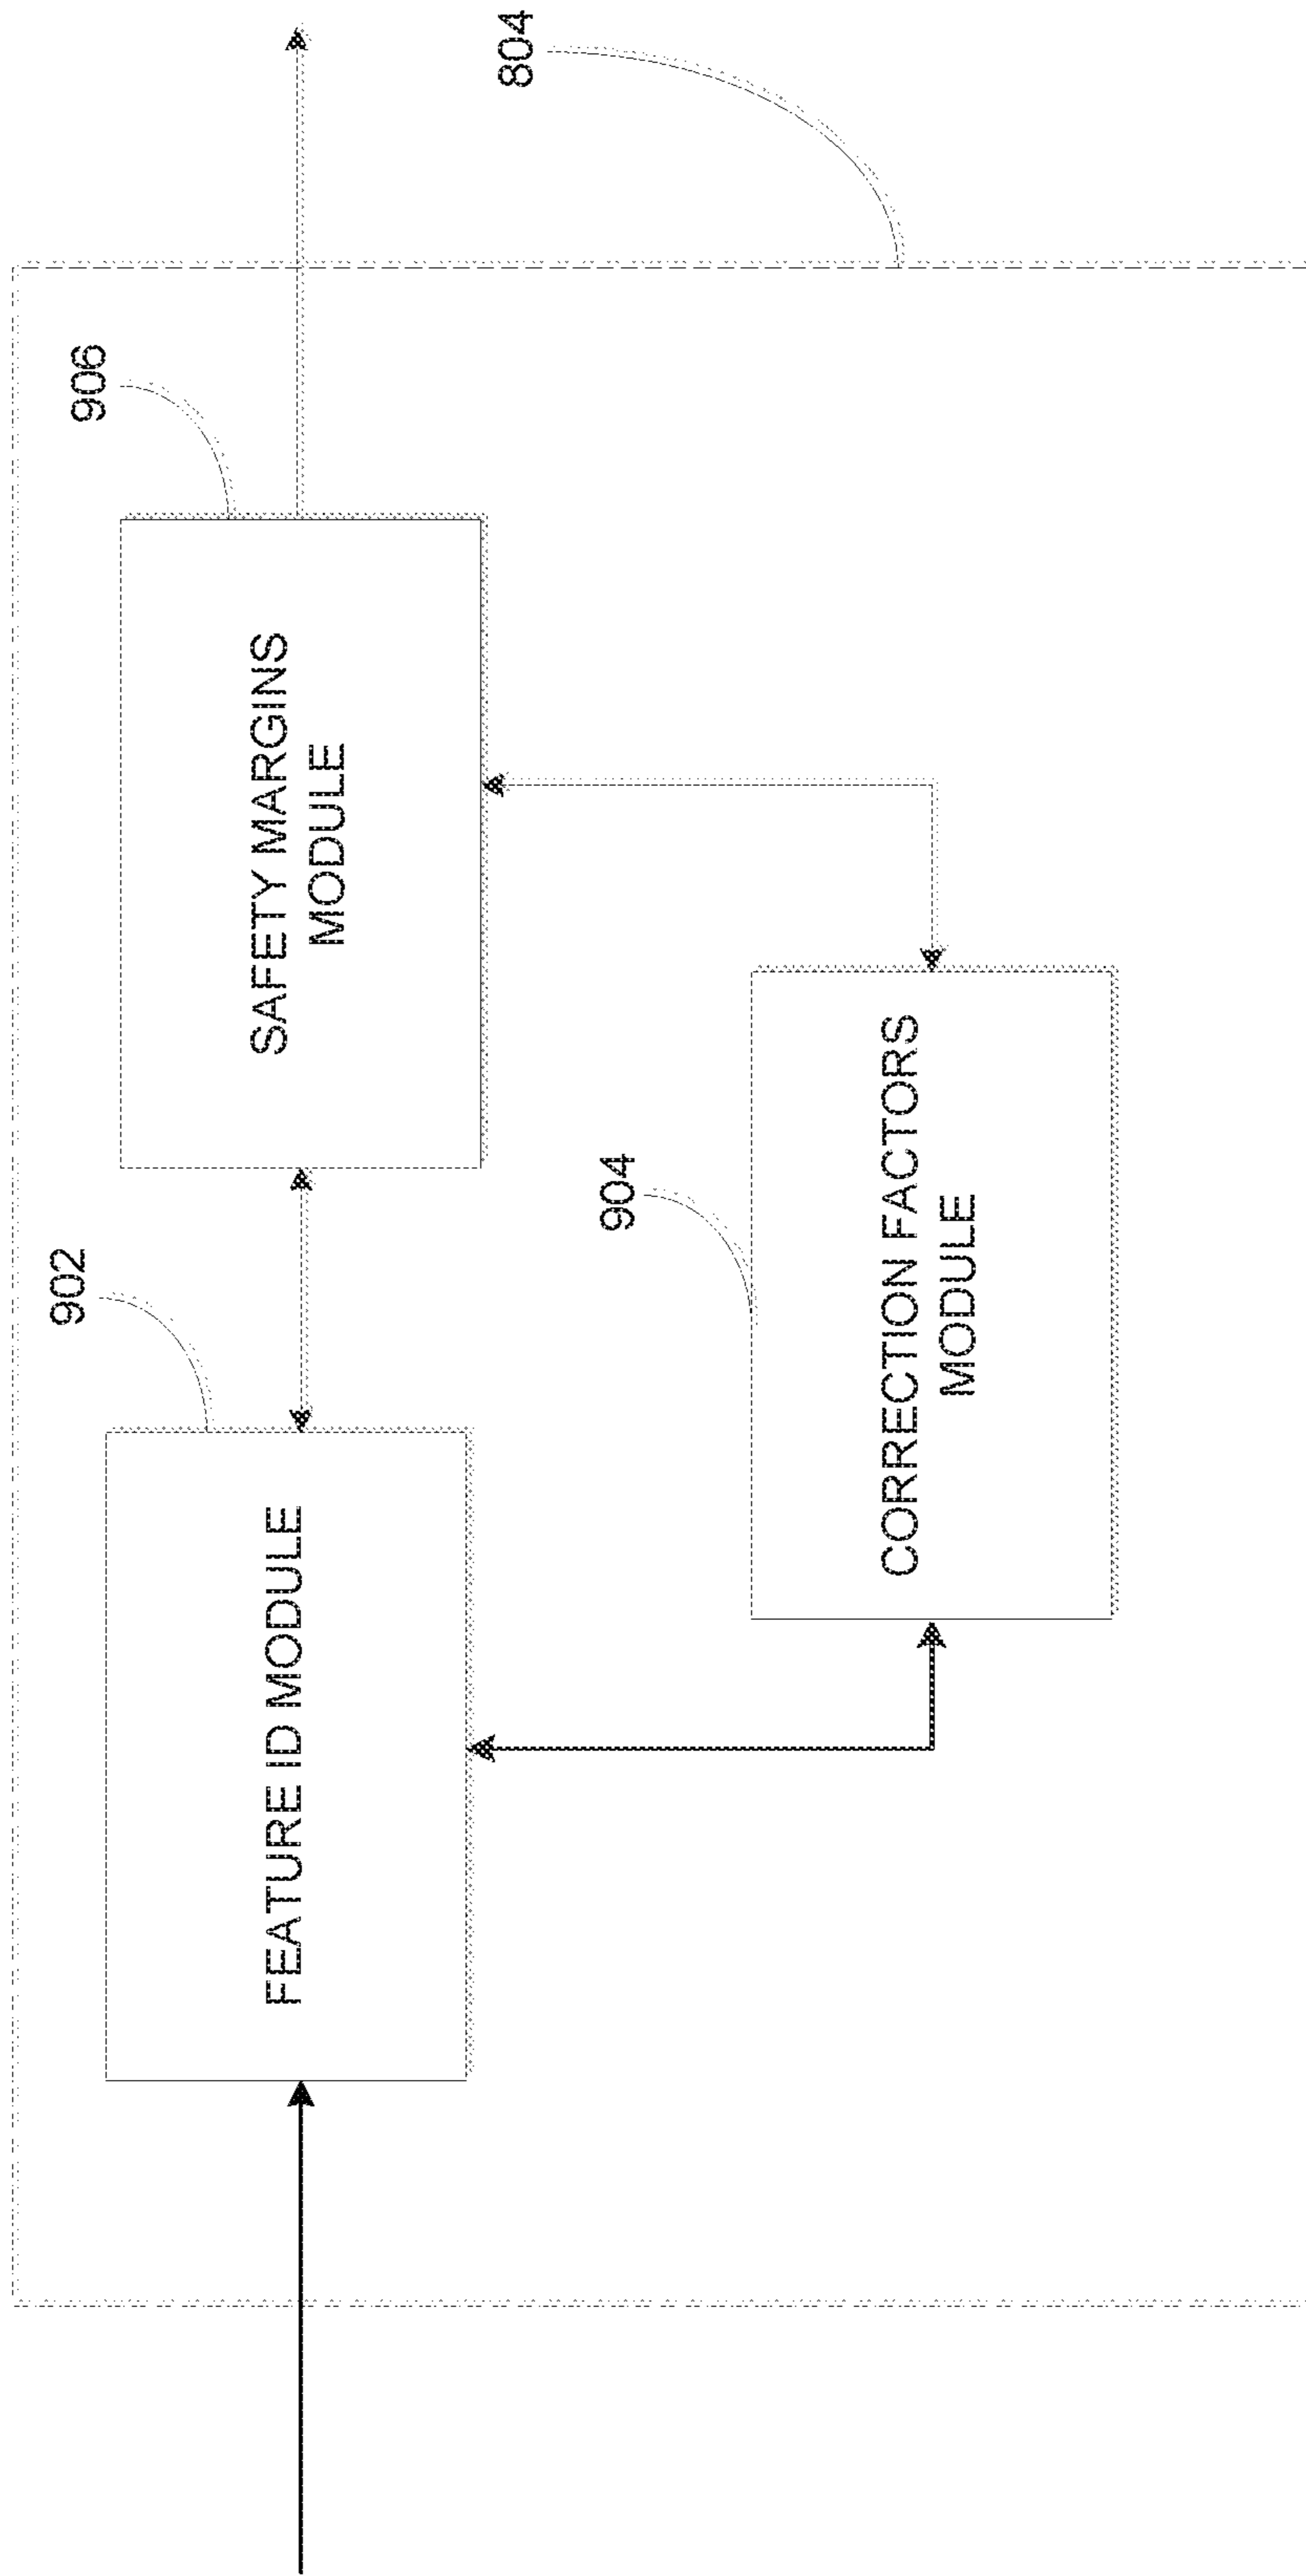 902
906
FEATURE ID MODULE
SAFETY MARGINS
MODULE
804
904
CORRECTION FACTORS
MODULE